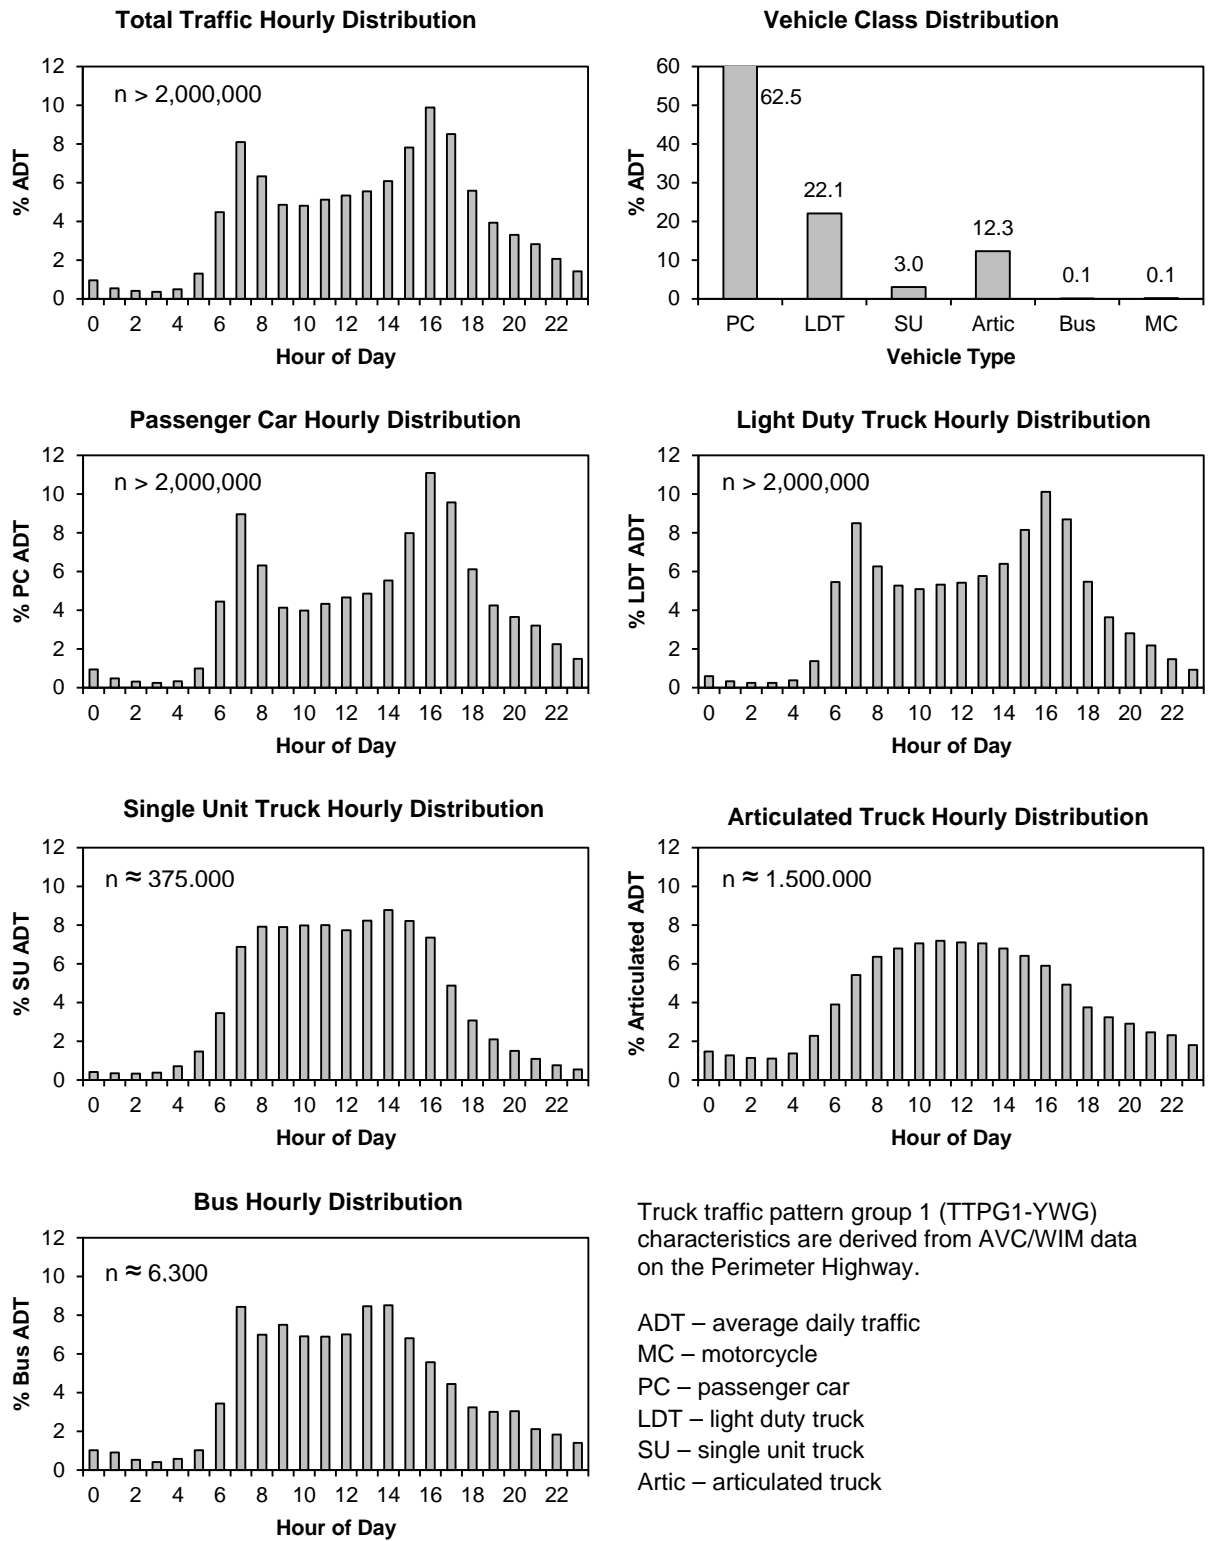 Total Traffic Hourly Distribution
12
10
8
6
4
2
0
% ADT
n > 2,000,000
0 2 4 6 8 10 12 14 16 18 20 22
Hour of Day
Vehicle Class Distribution
60
50
40
30
20
10
0
% ADT
62.5
22.1
3.0
12.3
0.1
0.1
PC LDT SU Artic Bus MC
Vehicle Type
Passenger Car Hourly Distribution
12
10
8
6
4
2
0
% PC ADT
n > 2,000,000
0 2 4 6 8 10 12 14 16 18 20 22
Hour of Day
Light Duty Truck Hourly Distribution
12
10
8
6
4
2
0
% LDT ADT
n > 2,000,000
0 2 4 6 8 10 12 14 16 18 20 22
Hour of Day
Single Unit Truck Hourly Distribution
12
10
8
6
4
2
0
% SU ADT
n ≈ 375,000
0 2 4 6 8 10 12 14 16 18 20 22
Hour of Day
Articulated Truck Hourly Distribution
12
10
8
6
4
2
0
% Articulated ADT
n ≈ 1,500,000
0 2 4 6 8 10 12 14 16 18 20 22
Hour of Day
Bus Hourly Distribution
12
10
8
6
4
2
0
% Bus ADT
n ≈ 6,300
0 2 4 6 8 10 12 14 16 18 20 22
Hour of Day
Truck traffic pattern group 1 (TTPG1-YWG)
characteristics are derived from AVC/WIM data
on the Perimeter Highway.
ADT – average daily traffic
MC – motorcycle
PC – passenger car
LDT – light duty truck
SU – single unit truck
Artic – articulated truck